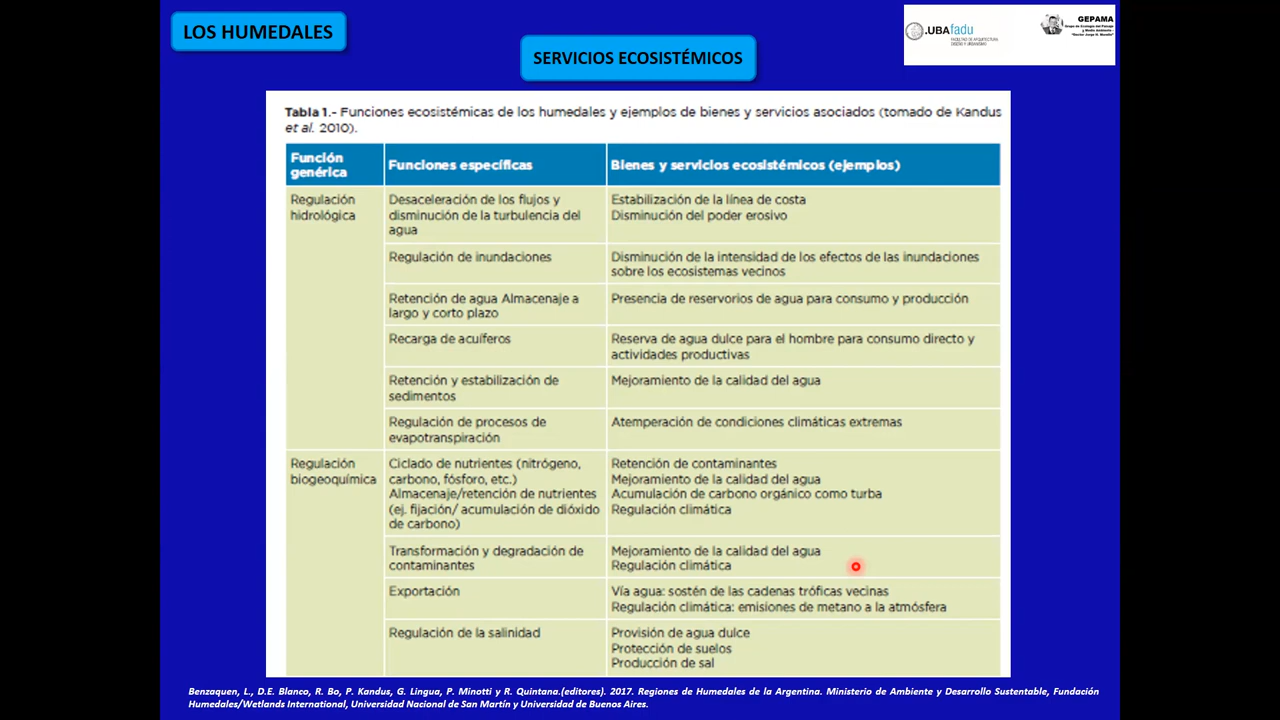 LOS HUMEDALES
SERVICIOS ECOSISTÉMICOS
.UBAfadu
FACULTAD DE ARQUITECTURA
DISEÑO Y URBANISMO
GEPAMA
Grupo de Ecología del Paisaje
y Medio Ambiente
Tabla 1.- Funciones ecosistémicas de los humedales y ejemplos de bienes y servicios asociados (tomado de Kandus
et al. 2010).
Función
genérica
Funciones específicas
Bienes y servicios ecosistémicos (ejemplos)
Regulación
hidrológica
Desaceleración de los flujos y
disminución de la turbulencia del
agua
Estabilización de la línea de costa
Disminución del poder erosivo
Regulación de inundaciones
Disminución de la intensidad de los efectos de las inundaciones
sobre los ecosistemas vecinos
Retención de agua Almacenaje a
largo y corto plazo
Presencia de reservorios de agua para consumo y producción
Recarga de acuíferos
Reserva de agua dulce para el hombre para consumo directo y
actividades productivas
Retención y estabilización de
sedimentos
Mejoramiento de la calidad del agua
Regulación de procesos de
evapotranspiración
Atemperación de condiciones climáticas extremas
Regulación
biogeoquímica
Ciclado de nutrientes (nitrógeno,
carbono, fósforo, etc.)
Almacenaje/retención de nutrientes
(ej. fijación/ acumulación de dióxido
de carbono)
Retención de contaminantes
Mejoramiento de la calidad del agua
Acumulación de carbono orgánico como turba
Regulación climática
Transformación y degradación de
contaminantes
Mejoramiento de la calidad del agua
Regulación climática
Exportación
Vía agua: sostén de las cadenas tróficas vecinas
Regulación climática: emisiones de metano a la atmósfera
Regulación de la salinidad
Provisión de agua dulce
Protección de suelos
Producción de sal
Benzaquen, L., D.E. Blanco, R. Bo, P. Kandus, G. Lingua, P. Minotti y R. Quintana.(editores). 2017. Regiones de Humedales de la Argentina. Ministerio de Ambiente y Desarrollo Sustentable, Fundación
Humedales/Wetlands International, Universidad Nacional de San Martín y Universidad de Buenos Aires.